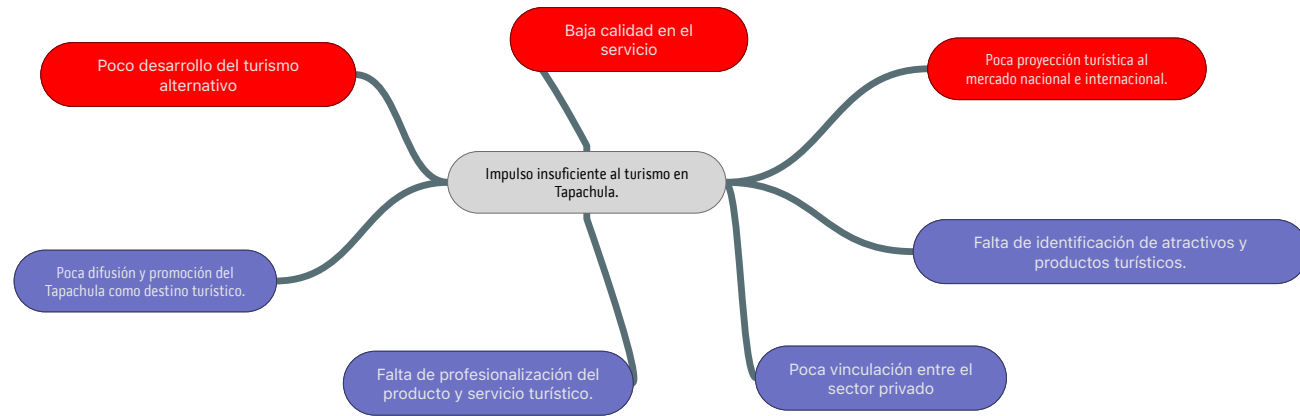 Baja calidad en el
servicio
Poco desarrollo del turismo
alternativo
Poca proyección turística al
mercado nacional e internacional.
Impulso insuficiente al turismo en
Tapachula.
Poca difusión y promoción del
Tapachula como destino turístico.
Falta de identificación de atractivos y
productos turísticos.
Falta de profesionalización del
producto y servicio turístico.
Poca vinculación entre el
sector privado